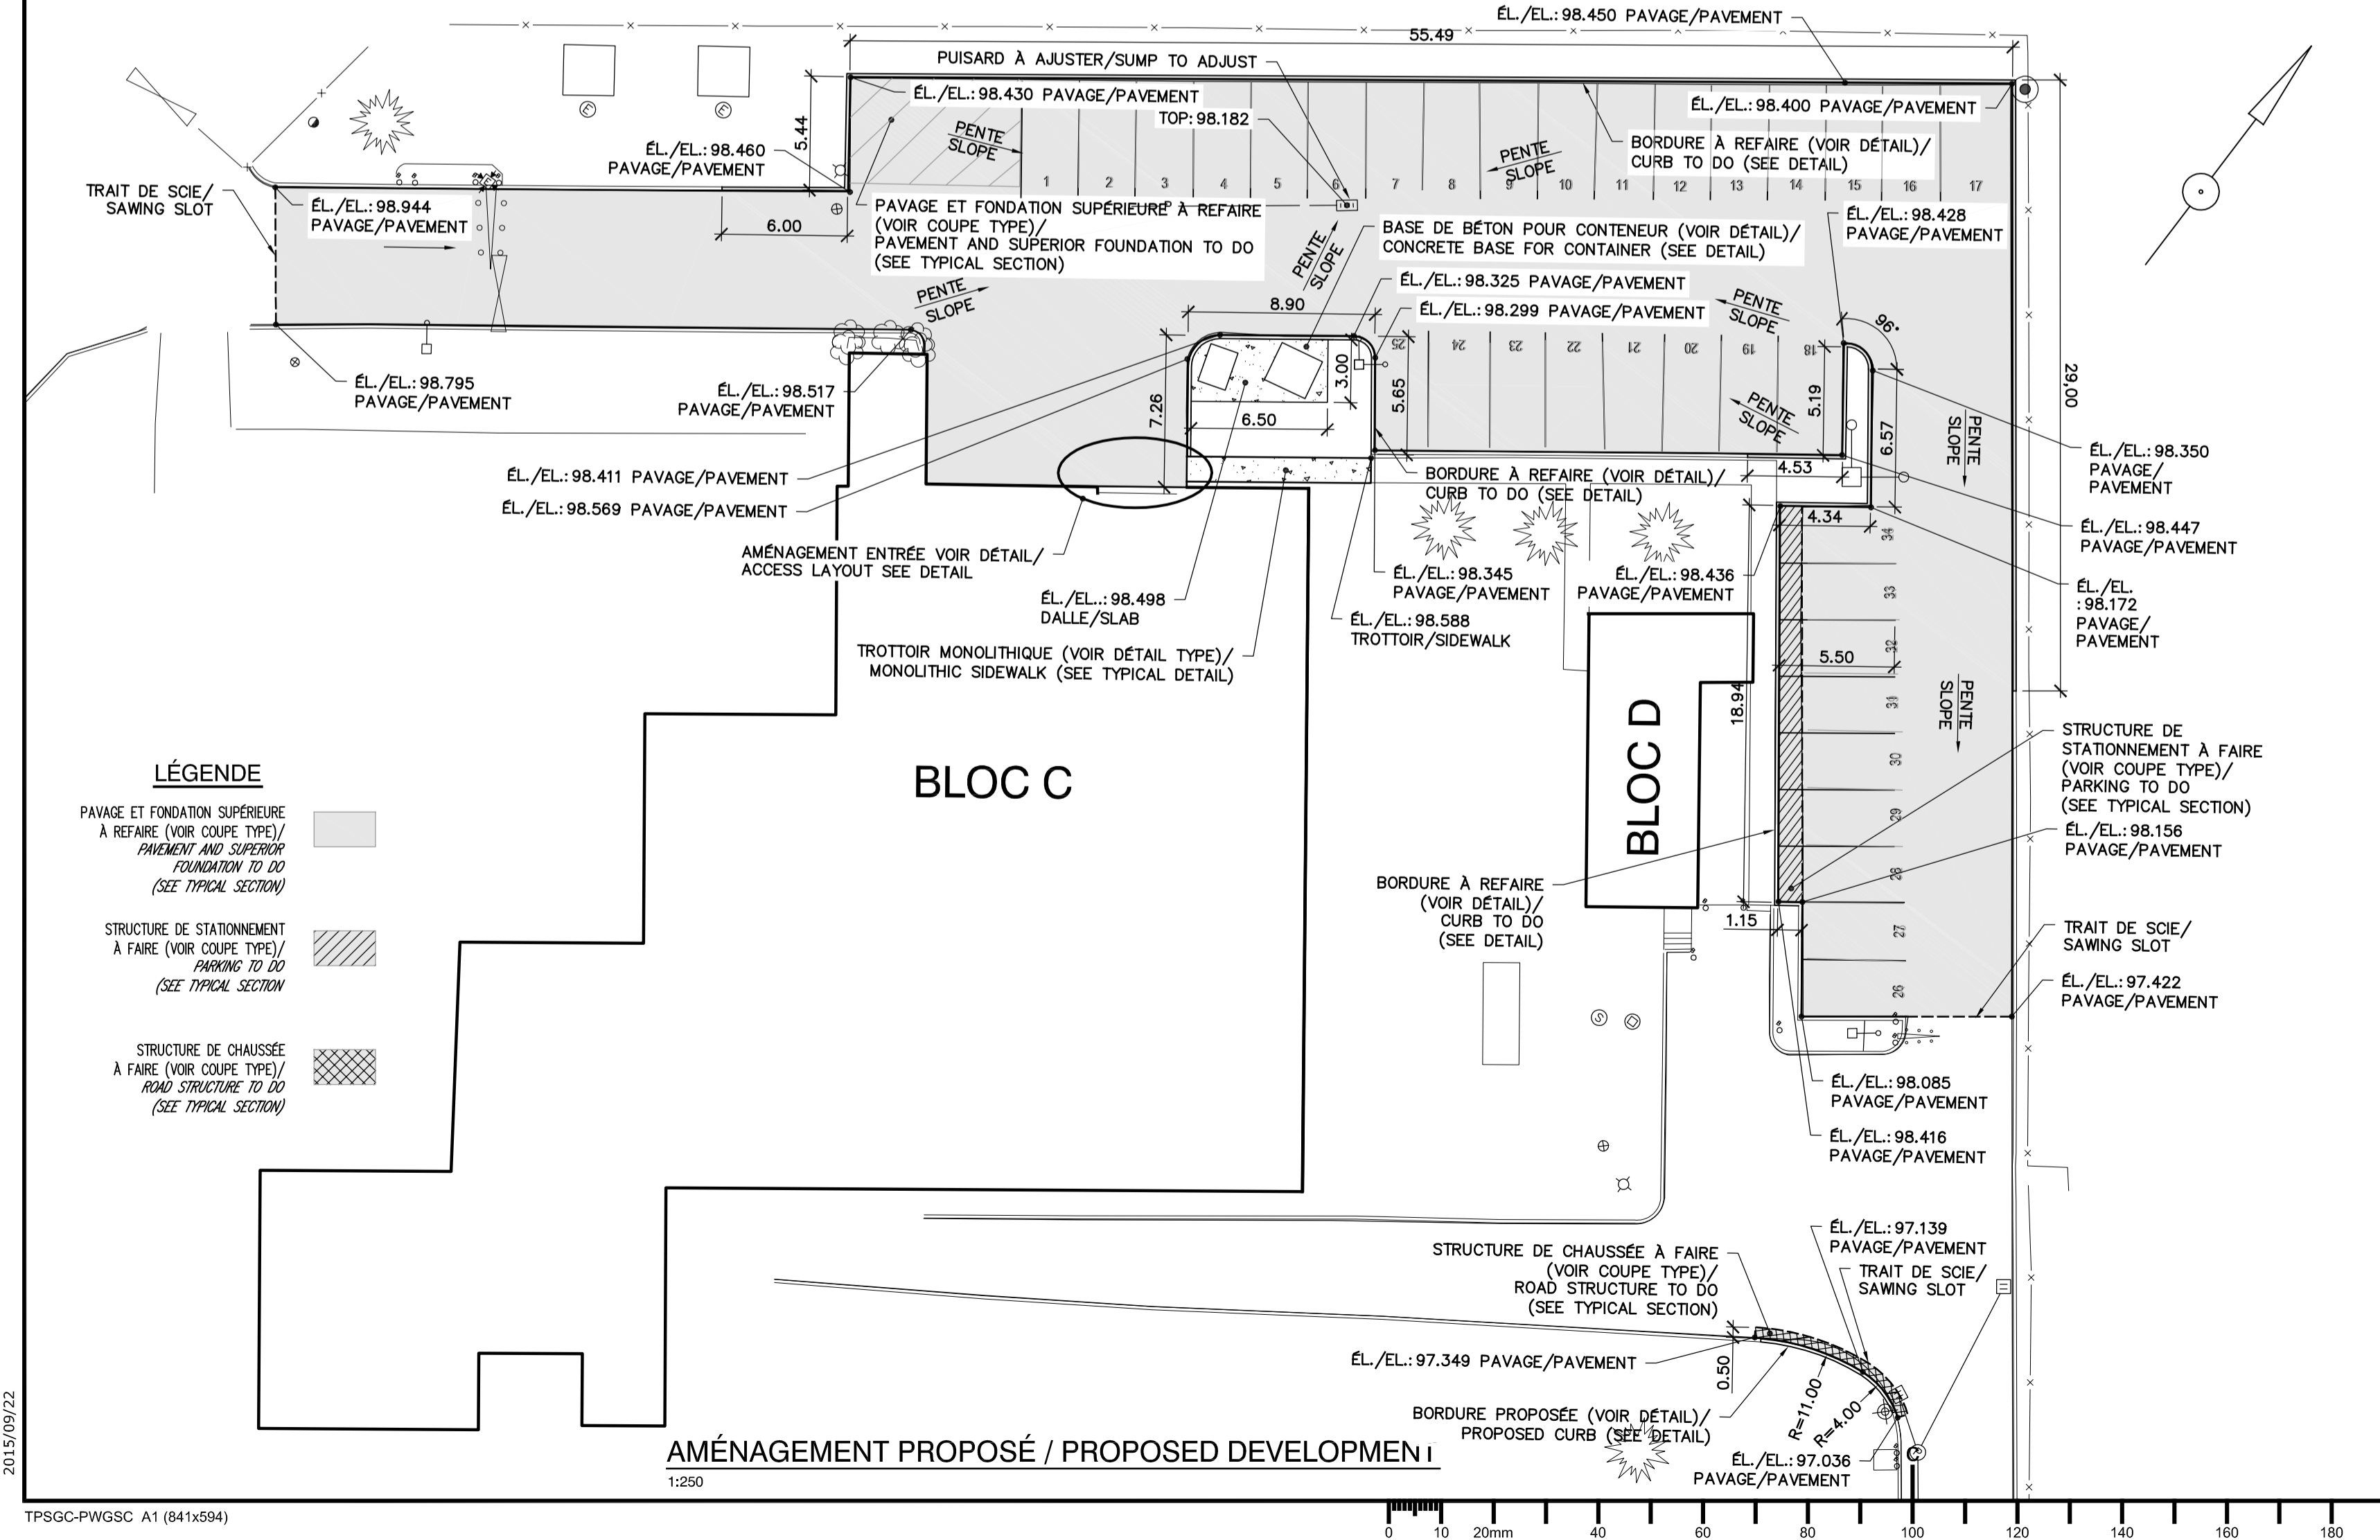 ÉL./EL.: 98.450 PAVAGE/PAVEMENT
55.49
PUISARD À AJUSTER/SUMP TO ADJUST
ÉL./EL.: 98.430 PAVAGE/PAVEMENT
TOP: 98.182
ÉL./EL.: 98.400 PAVAGE/PAVEMENT
5.44
PENTE
SLOPE
BORDURE À REFAIRE (VOIR DÉTAIL)/
CURB TO DO (SEE DETAIL)
PENTE
SLOPE
ÉL./EL.: 98.460
PAVAGE/PAVEMENT
1 2 3 4 5 6 7 8 9 10 11 12 13 14 15 16 17
TRAIT DE SCIE/
SAWING SLOT
ÉL./EL.: 98.944
PAVAGE/PAVEMENT
6.00
PAVAGE ET FONDATION SUPÉRIEURE À REFAIRE
(VOIR COUPE TYPE)/
PAVEMENT AND SUPERIOR FOUNDATION TO DO
(SEE TYPICAL SECTION)
BASE DE BÉTON POUR CONTENEUR (VOIR DÉTAIL)/
CONCRETE BASE FOR CONTAINER (SEE DETAIL)
ÉL./EL.: 98.428
PAVAGE/PAVEMENT
PENTE
SLOPE
ÉL./EL.: 98.325 PAVAGE/PAVEMENT
PENTE
SLOPE
8.90
ÉL./EL.: 98.299 PAVAGE/PAVEMENT
PENTE
SLOPE
96°
29,00
25 24 23 22 21 20 19 18
ÉL./EL.: 98.795
PAVAGE/PAVEMENT
ÉL./EL.: 98.517
PAVAGE/PAVEMENT
7.26
3.00
5.65
6.50
PENTE
SLOPE
5.19
6.57
PENTE
SLOPE
ÉL./EL.: 98.350
PAVAGE/
PAVEMENT
ÉL./EL.: 98.411 PAVAGE/PAVEMENT
ÉL./EL.: 98.569 PAVAGE/PAVEMENT
BORDURE À REFAIRE (VOIR DÉTAIL)/
CURB TO DO (SEE DETAIL)
4.53
4.34
ÉL./EL.: 98.447
PAVAGE/PAVEMENT
AMÉNAGEMENT ENTRÉE VOIR DÉTAIL/
ACCESS LAYOUT SEE DETAIL
ÉL./EL.: 98.345
PAVAGE/PAVEMENT
ÉL./EL.: 98.436
PAVAGE/PAVEMENT
ÉL./EL.
: 98.172
PAVAGE/
PAVEMENT
ÉL./EL..: 98.498
DALLE/SLAB
ÉL./EL.: 98.588
TROTTOIR/SIDEWALK
TROTTOIR MONOLITHIQUE (VOIR DÉTAIL TYPE)/
MONOLITHIC SIDEWALK (SEE TYPICAL DETAIL)
34
33
32
31
30
29
28
27
26
5.50
18.94
PENTE
SLOPE
STRUCTURE DE
STATIONNEMENT À FAIRE
(VOIR COUPE TYPE)/
PARKING TO DO
(SEE TYPICAL SECTION)
BLOC C
BLOC D
ÉL./EL.: 98.156
PAVAGE/PAVEMENT
BORDURE À REFAIRE
(VOIR DÉTAIL)/
CURB TO DO
(SEE DETAIL)
1.15
TRAIT DE SCIE/
SAWING SLOT
ÉL./EL.: 97.422
PAVAGE/PAVEMENT
LÉGENDE
PAVAGE ET FONDATION SUPÉRIEURE
À REFAIRE (VOIR COUPE TYPE)/
PAVEMENT AND SUPERIOR
FOUNDATION TO DO
(SEE TYPICAL SECTION)
STRUCTURE DE STATIONNEMENT
À FAIRE (VOIR COUPE TYPE)/
PARKING TO DO
(SEE TYPICAL SECTION
STRUCTURE DE CHAUSSÉE
À FAIRE (VOIR COUPE TYPE)/
ROAD STRUCTURE TO DO
(SEE TYPICAL SECTION)
ÉL./EL.: 98.085
PAVAGE/PAVEMENT
ÉL./EL.: 98.416
PAVAGE/PAVEMENT
ÉL./EL.: 97.139
PAVAGE/PAVEMENT
STRUCTURE DE CHAUSSÉE À FAIRE
(VOIR COUPE TYPE)/
ROAD STRUCTURE TO DO
(SEE TYPICAL SECTION)
TRAIT DE SCIE/
SAWING SLOT
ÉL./EL.: 97.349 PAVAGE/PAVEMENT
0.50
R=11.00
R=4.00
BORDURE PROPOSÉE (VOIR DÉTAIL)/
PROPOSED CURB (SEE DETAIL)
ÉL./EL.: 97.036
PAVAGE/PAVEMENT
AMÉNAGEMENT PROPOSÉ / PROPOSED DEVELOPMENT
1:250
2015/09/22
TPSGC-PWGSC A1 (841x594)
0 10 20mm 40 60 80 100 120 140 160 180